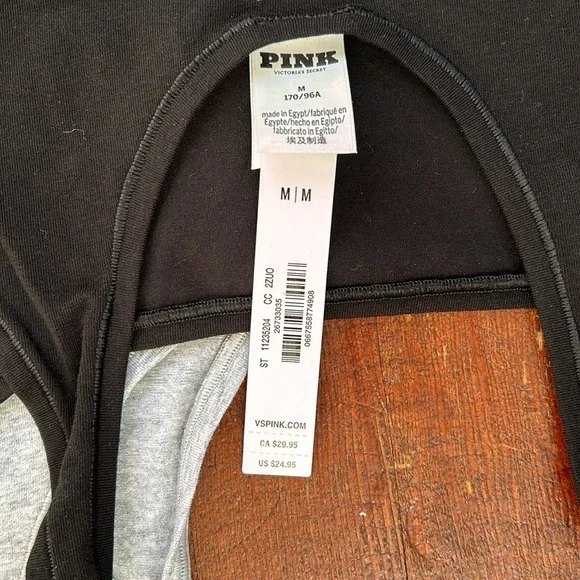 PINK
VICTORIA'S SECRET
M
170/96A
made in Egypt/fabriqué en
Égypte/hecho en Egipto/
fabbricato in Egitto/
埃及制造
M | M
ST 11235204 CC 2ZUO
26733035
0667558774908
VSPINK.COM
CA $29.95
US $24.95